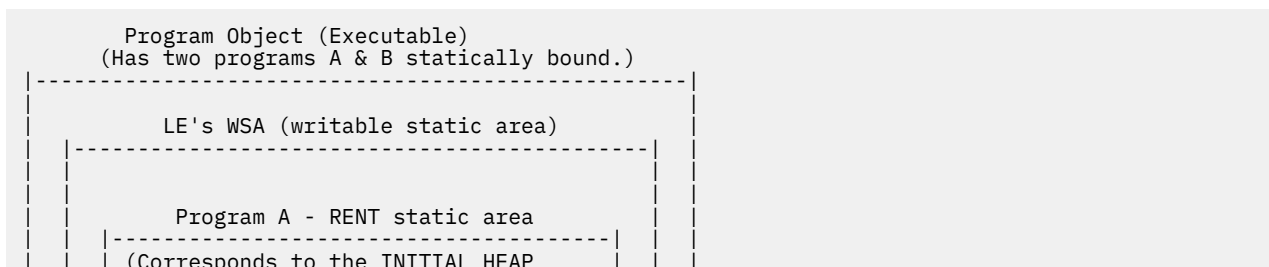 Program Object (Executable)
(Has two programs A & B statically bound.)
|---------------------------------------------------|
LE's WSA (writable static area)
|---------------------------------------------|
Program A - RENT static area
|---------------------------------------|
(Corresponds to the INITIAL HEAP